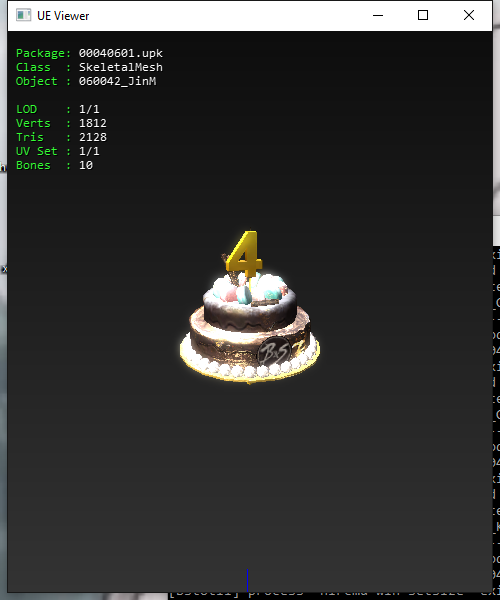 UE Viewer
Package: 00040601.upk
Class : SkeletalMesh
Object : 060042_JinM
LOD : 1/1
Verts : 1812
Tris : 2128
UV Set : 1/1
Bones : 10
4
B&S